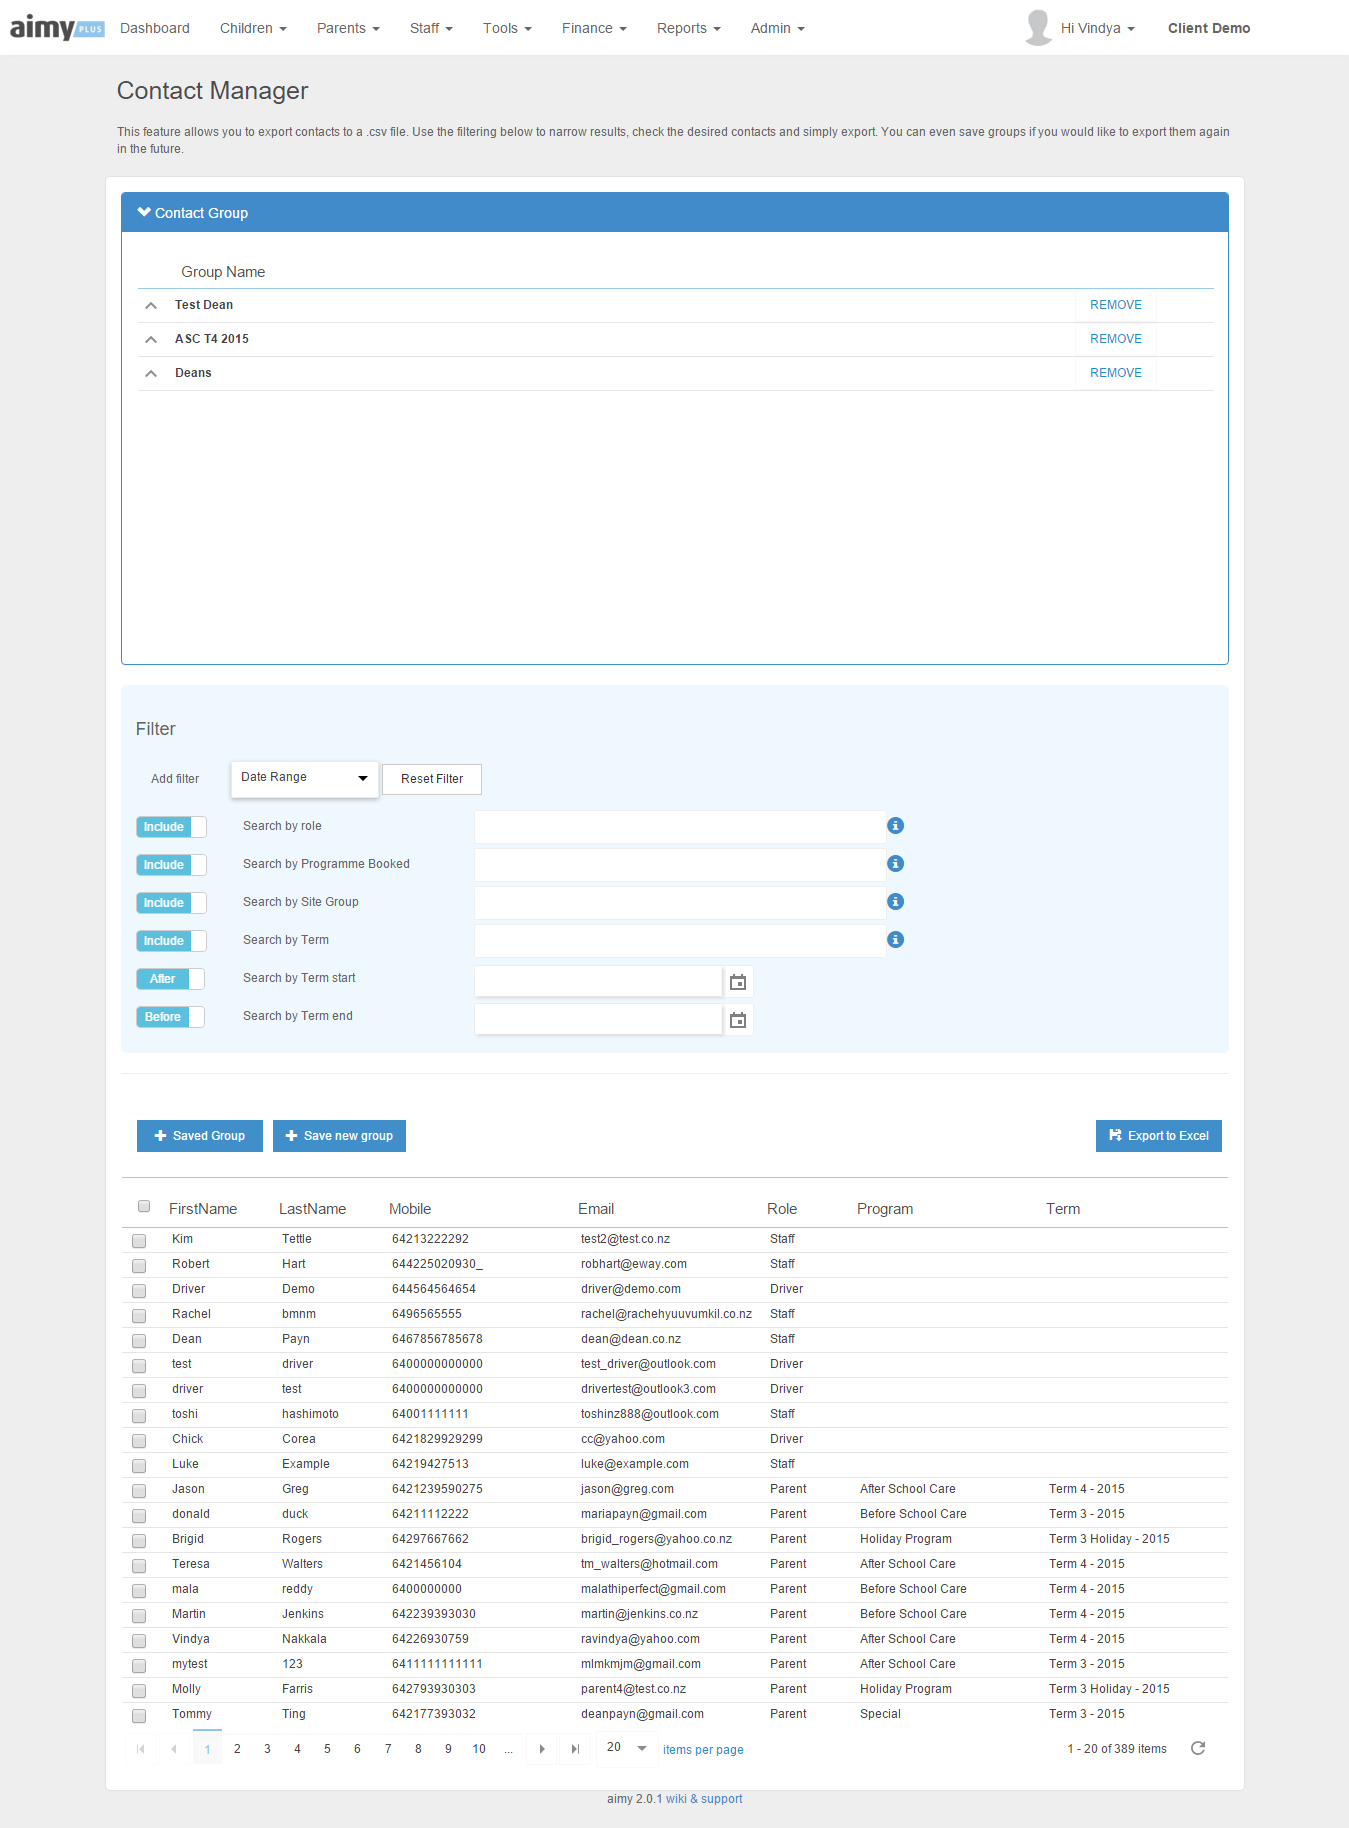 aimy PLUS Dashboard Children Parents Staff Tools Finance Reports Admin Hi Vindya Client Demo
Contact Manager
This feature allows you to export contacts to a .csv file. Use the filtering below to narrow results, check the desired contacts and simply export. You can even save groups if you would like to export them again
in the future.
Contact Group
Group Name
Test Dean REMOVE
ASC T4 2015 REMOVE
Deans REMOVE
Filter
Add filter Date Range Reset Filter
Include Search by role
Include Search by Programme Booked
Include Search by Site Group
Include Search by Term
After Search by Term start
Before Search by Term end
Saved Group Save new group Export to Excel
FirstName LastName Mobile Email Role Program Term
Kim Tettle 64213222292 test2@test.co.nz Staff
Robert Hart 644225020930_ robhart@eway.com Staff
Driver Demo 644564564654 driver@demo.com Driver
Rachel bmnm 6496565555 rachel@rachehyuuvumkil.co.nz Staff
Dean Payn 6467856785678 dean@dean.co.nz Staff
test driver 6400000000000 test_driver@outlook.com Driver
driver test 6400000000000 drivertest@outlook3.com Driver
toshi hashimoto 64001111111 toshinz888@outlook.com Staff
Chick Corea 6421829929299 cc@yahoo.com Driver
Luke Example 64219427513 luke@example.com Staff
Jason Greg 6421239590275 jason@greg.com Parent After School Care Term 4 - 2015
donald duck 64211112222 mariapayn@gmail.com Parent Before School Care Term 3 - 2015
Brigid Rogers 64297667662 brigid_rogers@yahoo.co.nz Parent Holiday Program Term 3 Holiday - 2015
Teresa Walters 6421456104 tm_walters@hotmail.com Parent After School Care Term 4 - 2015
mala reddy 6400000000 malathiperfect@gmail.com Parent Before School Care Term 4 - 2015
Martin Jenkins 642239393030 martin@jenkins.co.nz Parent Before School Care Term 4 - 2015
Vindya Nakkala 64226930759 ravindya@yahoo.com Parent After School Care Term 4 - 2015
mytest 123 6411111111111 mlmkmjm@gmail.com Parent After School Care Term 3 - 2015
Molly Farris 642793930303 parent4@test.co.nz Parent Holiday Program Term 3 Holiday - 2015
Tommy Ting 642177393032 deanpayn@gmail.com Parent Special Term 3 - 2015
1 2 3 4 5 6 7 8 9 10 ... 20 items per page 1 - 20 of 389 items
aimy 2.0.1 wiki & support